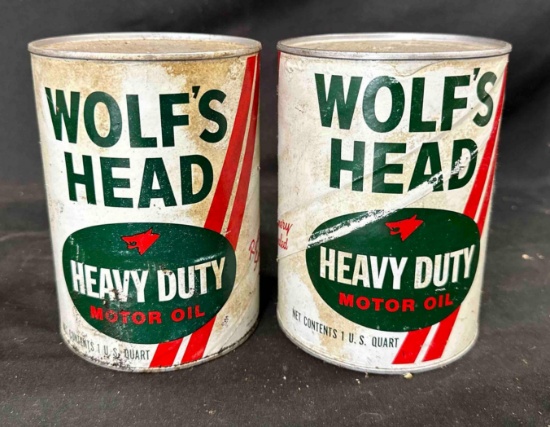 WOLF'S
HEAD
HEAVY DUTY
MOTOR OIL
CONTENTS 1 U.S. QUART
WOLF'S
HEAD
HEAVY DUTY
MOTOR OIL
NET CONTENTS 1 U.S. QUART